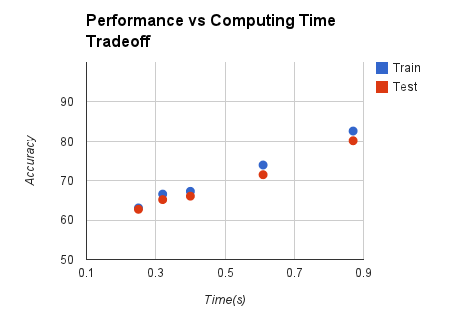 Performance vs Computing Time
Tradeoff
Train
Test
90
80
70
60
50
Accuracy
0.1 0.3 0.5 0.7 0.9
Time(s)